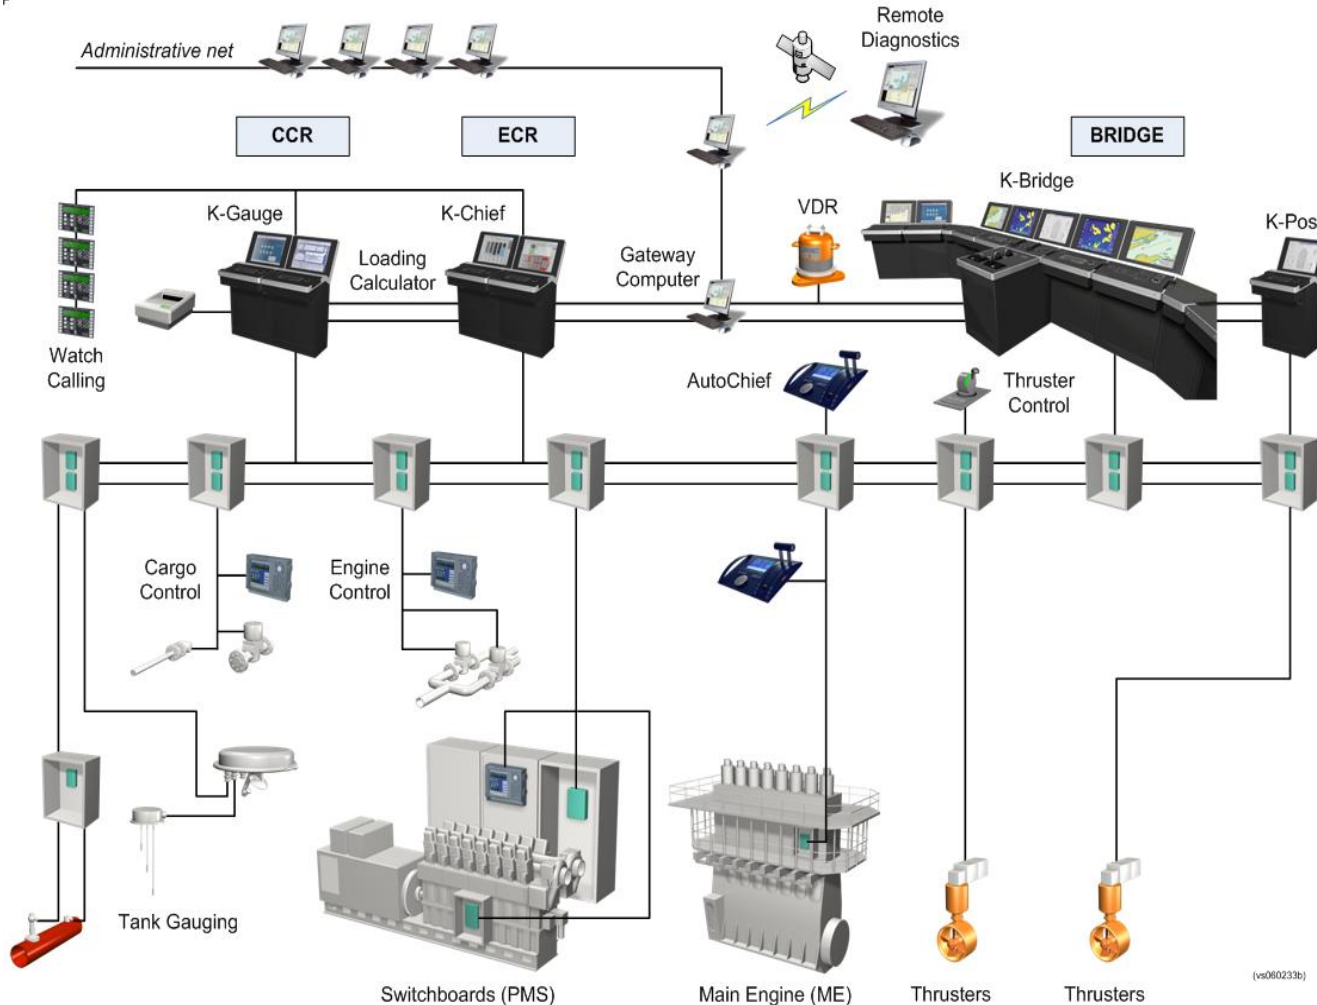 Remote
Diagnostics
Administrative net
CCR
ECR
BRIDGE
K-Bridge
K-Gauge
K-Chief
VDR
K-Pos
Loading
Calculator
Gateway
Computer
Watch
Calling
AutoChief
Thruster
Control
Cargo
Control
Engine
Control
Tank Gauging
Switchboards (PMS)
Main Engine (ME)
Thrusters
Thrusters
(vs060233b)